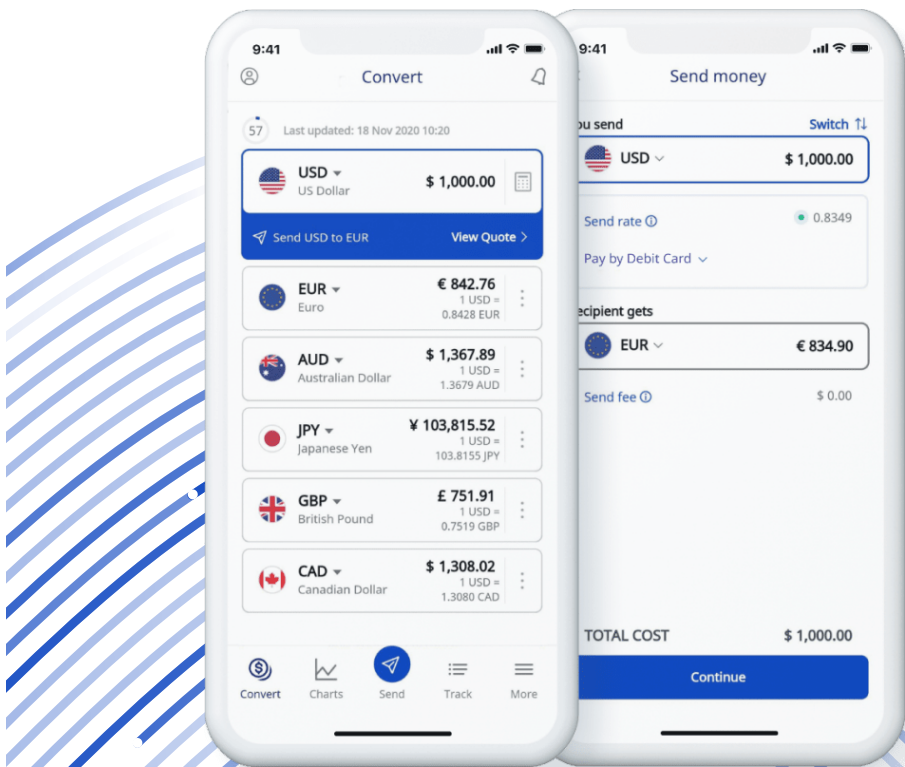 9:41
Convert
57
Last updated: 18 Nov 2020 10:20
USD
US Dollar
$ 1,000.00
Send USD to EUR
View Quote >
EUR
Euro
€ 842.76
1 USD =
0.8428 EUR
AUD
Australian Dollar
$ 1,367.89
1 USD =
1.3679 AUD
JPY
Japanese Yen
¥ 103,815.52
1 USD =
103.8155 JPY
GBP
British Pound
£ 751.91
1 USD =
0.7519 GBP
CAD
Canadian Dollar
$ 1,308.02
1 USD =
1.3080 CAD
Convert
Charts
Send
Track
More
9:41
Send money
ou send
Switch
USD
$ 1,000.00
Send rate
0.8349
Pay by Debit Card
ecipient gets
EUR
€ 834.90
Send fee
$ 0.00
TOTAL COST
$ 1,000.00
Continue